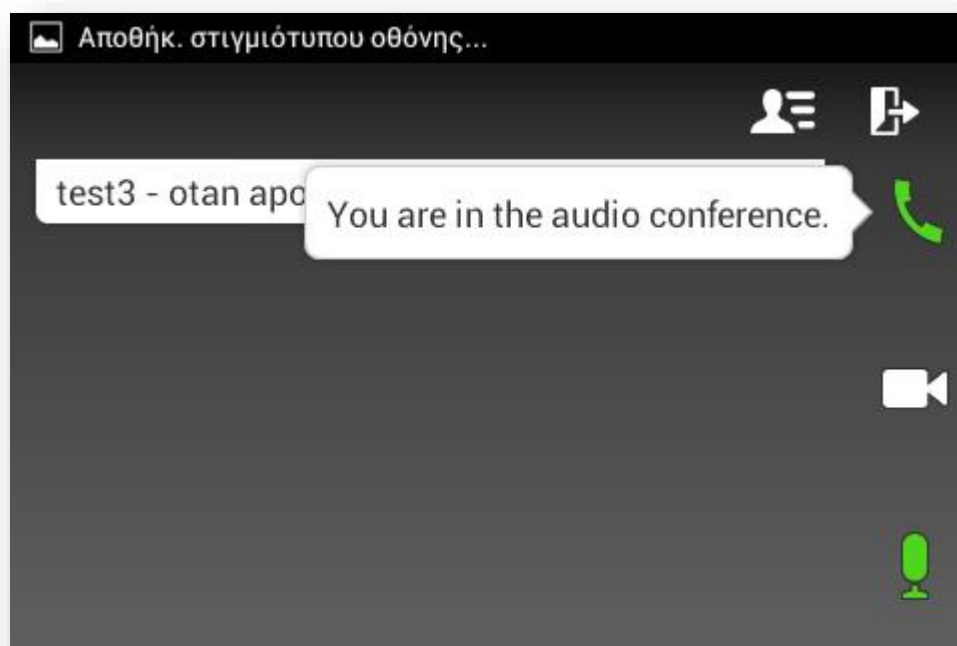 Αποθήκ. στιγμιότυπου οθόνης...
test3 - otan apo
You are in the audio conference.